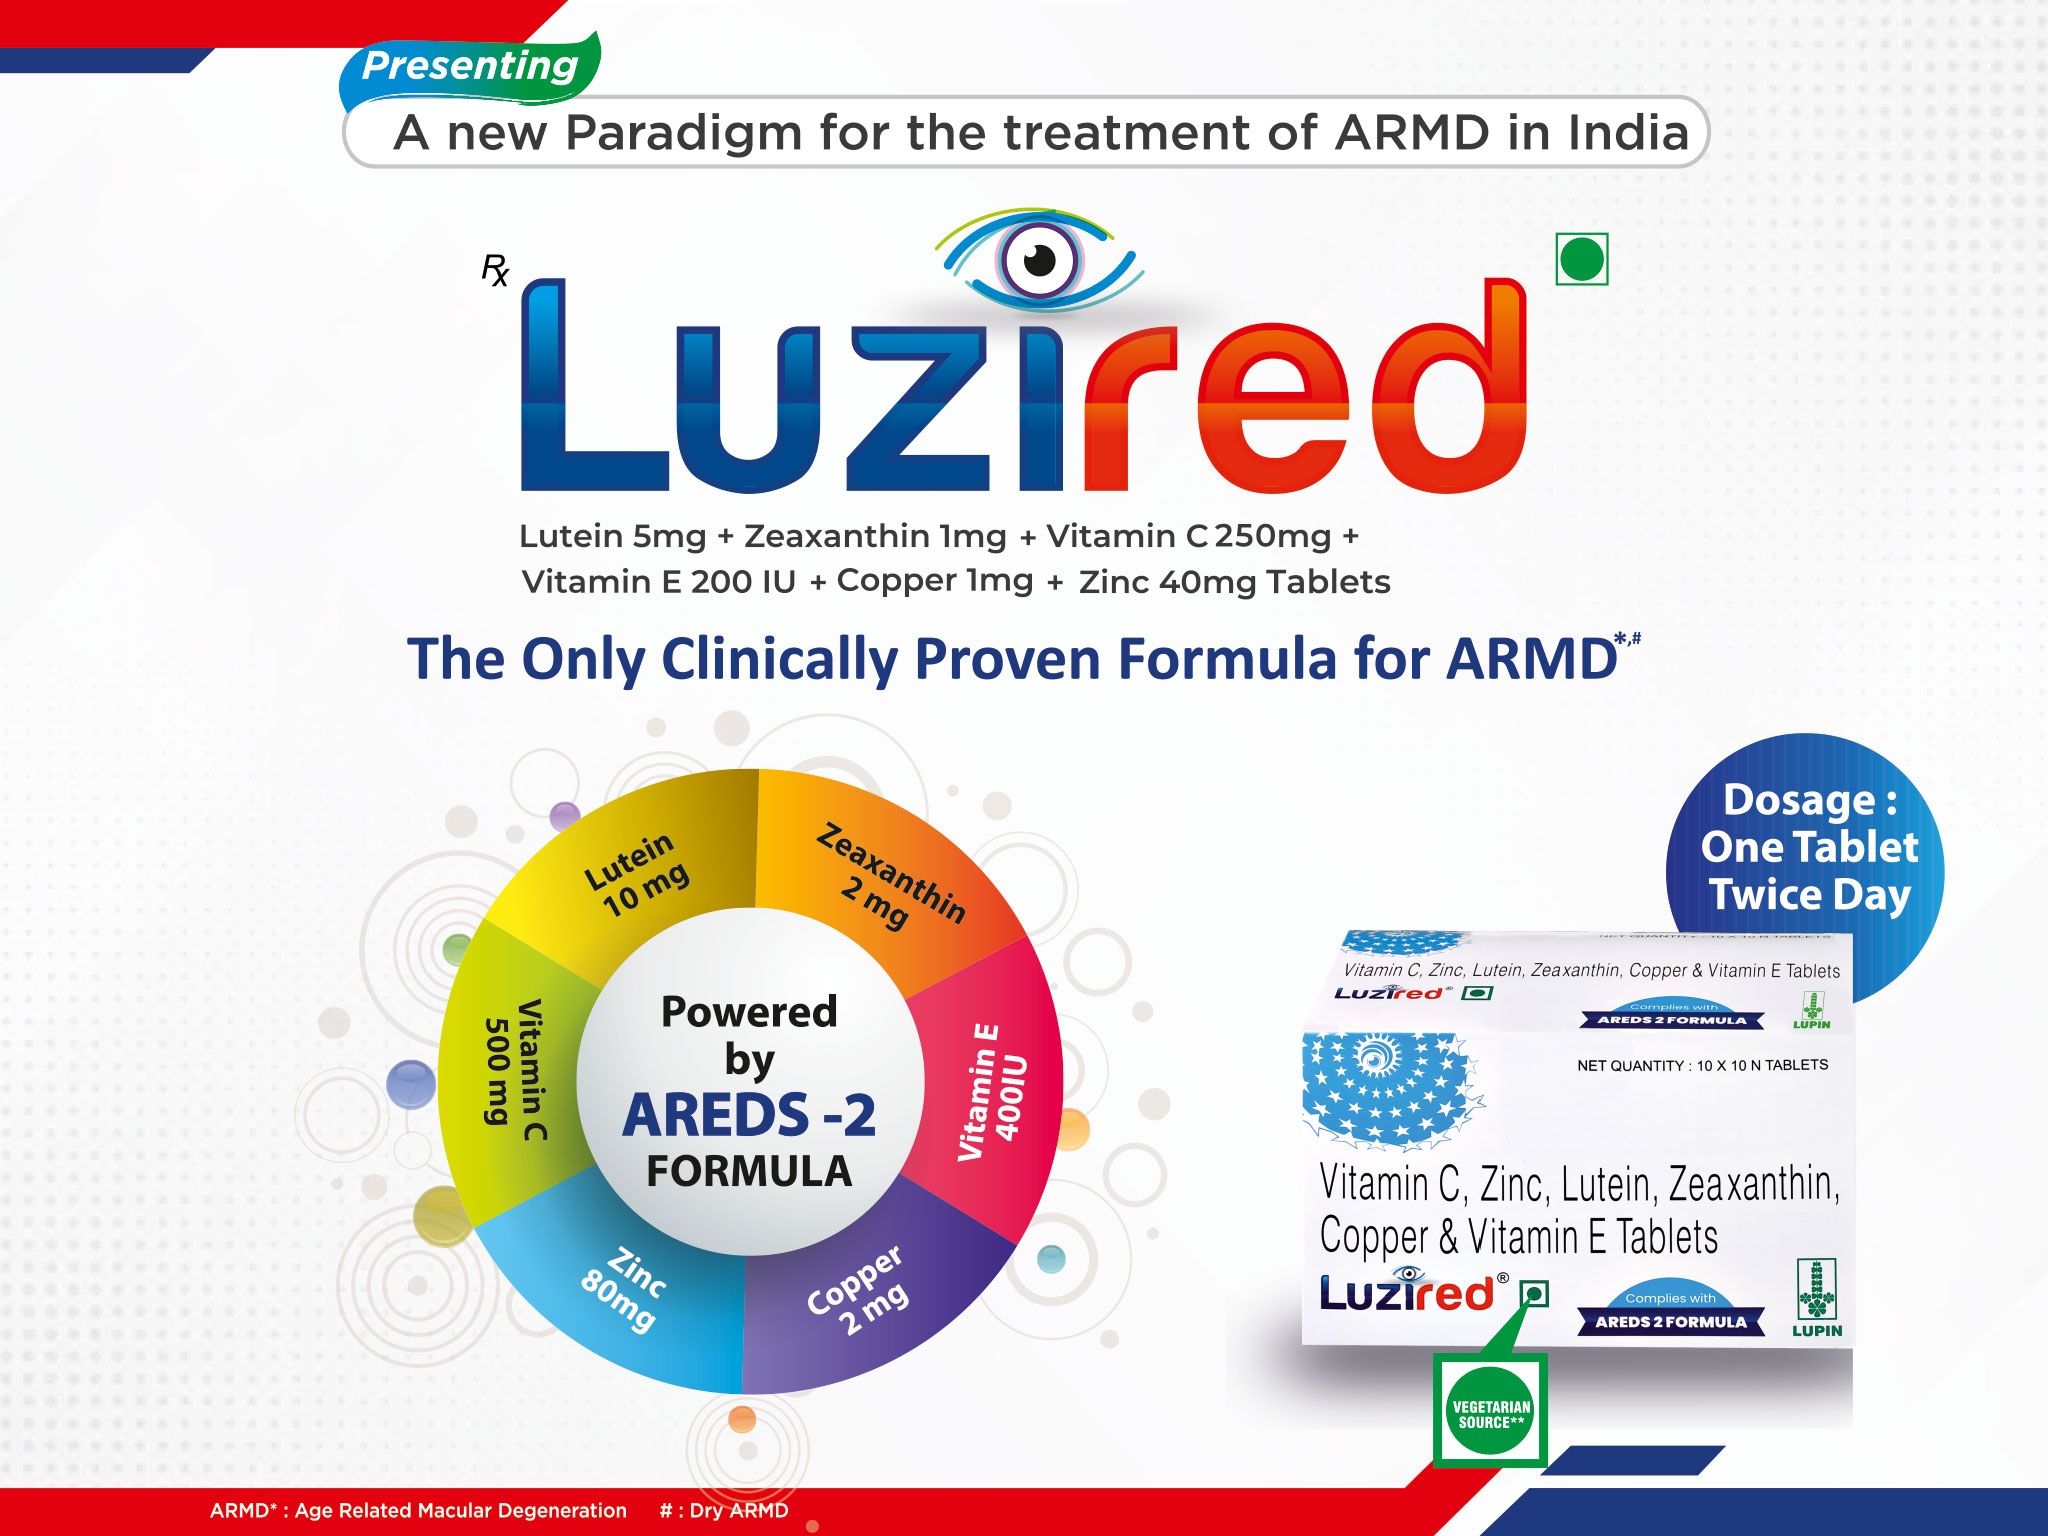 Presenting
A new Paradigm for the treatment of ARMD in India
Rx
Luzired
Lutein 5mg + Zeaxanthin 1mg + Vitamin C 250mg +
Vitamin E 200 IU + Copper 1mg + Zinc 40mg Tablets
The Only Clinically Proven Formula for ARMD*,#
Lutein
10 mg
Zeaxanthin
2 mg
Vitamin E
400IU
Copper
2 mg
Zinc
80mg
Vitamin C
500 mg
Powered
by
AREDS -2
FORMULA
Dosage :
One Tablet
Twice Day
NET QUANTITY : 10 X 10 N TABLETS
Vitamin C, Zinc, Lutein, Zeaxanthin, Copper & Vitamin E Tablets
Luzired®
Complies with
AREDS 2 FORMULA
LUPIN
NET QUANTITY : 10 X 10 N TABLETS
Vitamin C, Zinc, Lutein, Zeaxanthin,
Copper & Vitamin E Tablets
Luzired®
Complies with
AREDS 2 FORMULA
LUPIN
VEGETARIAN
SOURCE**
ARMD* : Age Related Macular Degeneration # : Dry ARMD